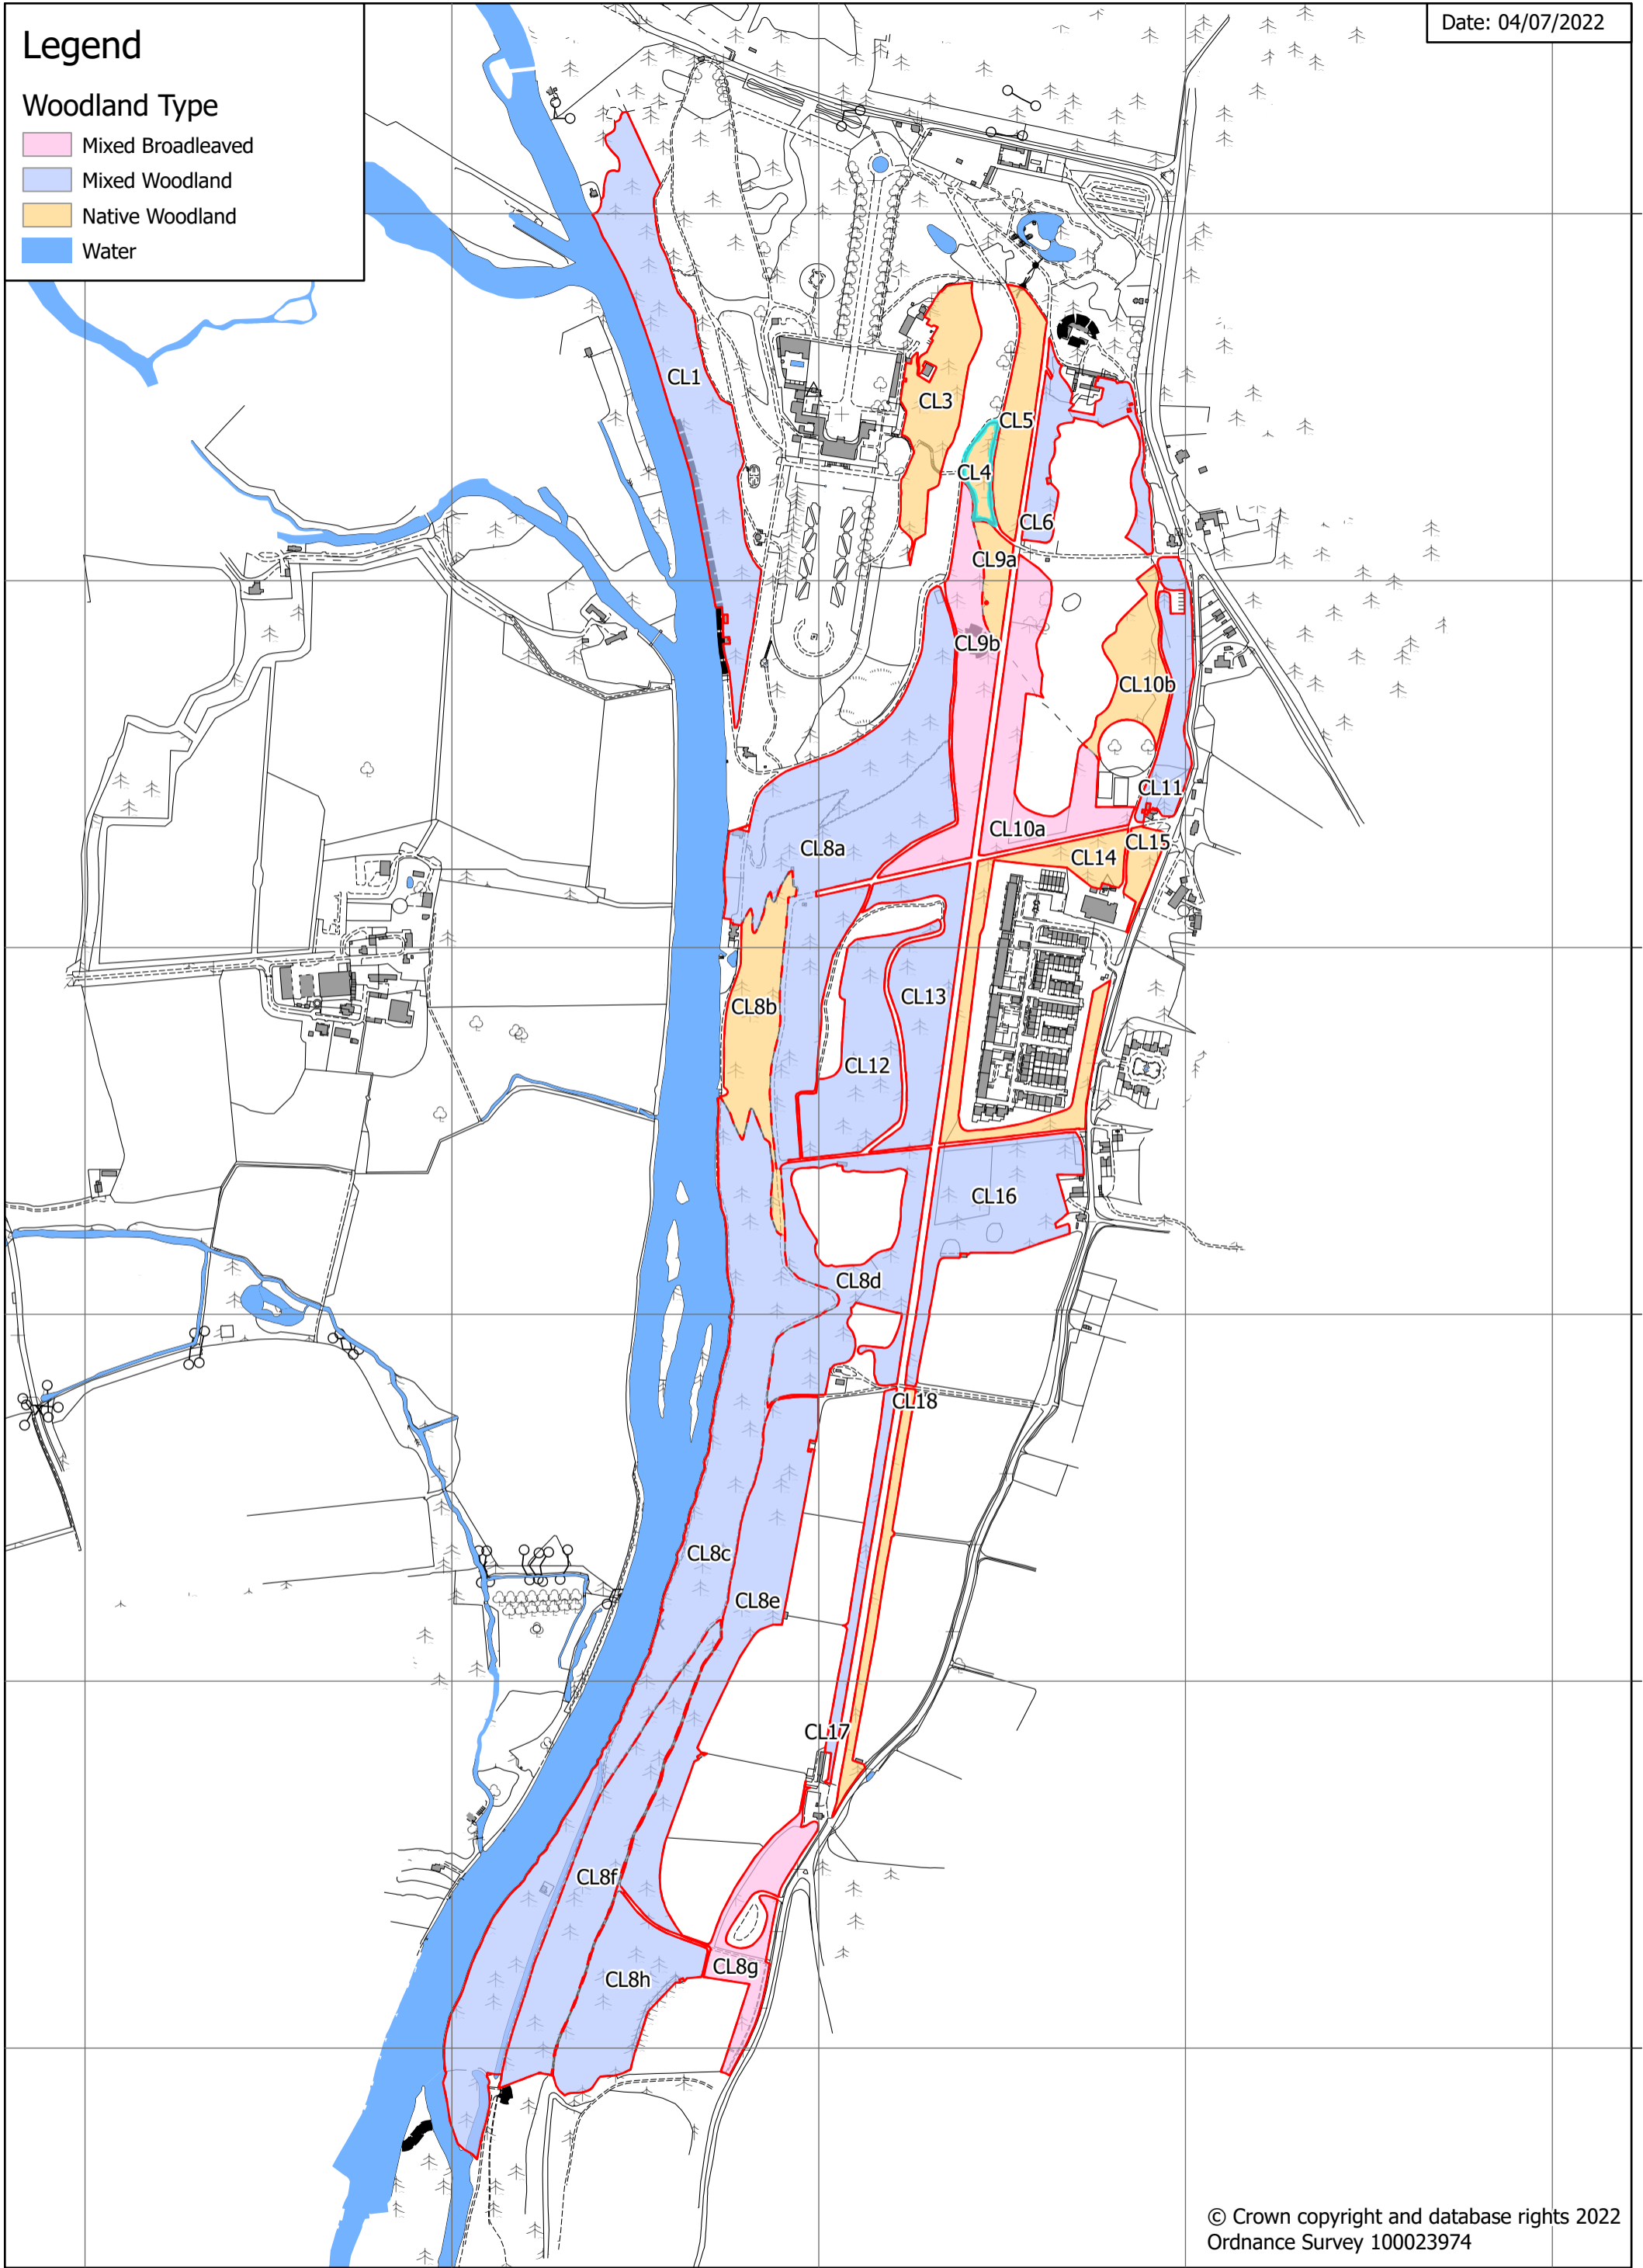 Legend
Date: 04/07/2022
Woodland Type
Mixed Broadleaved
Mixed Woodland
Native Woodland
Water
CL1
CL3
CL5
CL4
CL6
CL9a
CL9b
CL10b
CL11
CL10a
CL15
CL8a
CL14
CL13
CL8b
CL12
CL16
CL8d
CL18
CL8c
CL8e
CL17
CL8f
CL8g
CL8h
© Crown copyright and database rights 2022
Ordnance Survey 100023974